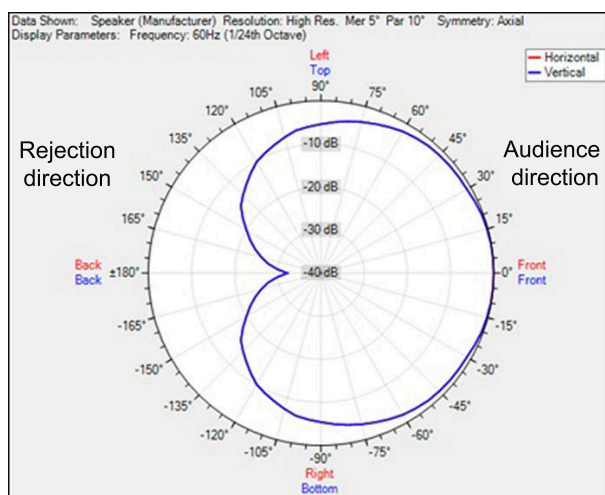 Data Shown: Speaker (Manufacturer) Resolution: High Res. Mer 5° Par 10° Symmetry: Axial
Display Parameters: Frequency: 60Hz (1/24th Octave)
Left
Top
Horizontal
Vertical
90°
105°
75°
120°
60°
135°
45°
150°
30°
165°
15°
Rejection
direction
Audience
direction
-10 dB
-20 dB
-30 dB
-40 dB
Back
Back
±180°
0°
Front
Front
-165°
-15°
-150°
-30°
-135°
-45°
-120°
-60°
-105°
-75°
-90°
Right
Bottom